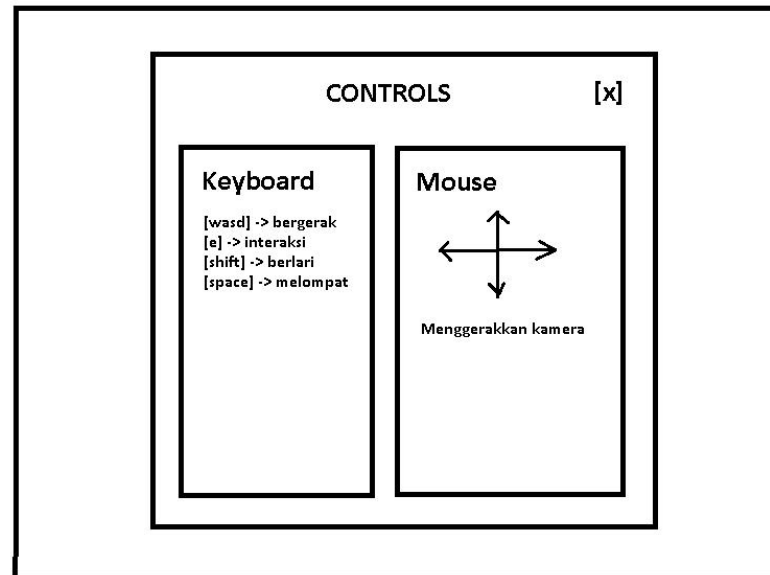 CONTROLS [x]
Keyboard
[wasd] -> bergerak
[e] -> interaksi
[shift] -> berlari
[space] -> melompat
Mouse
Menggerakkan kamera